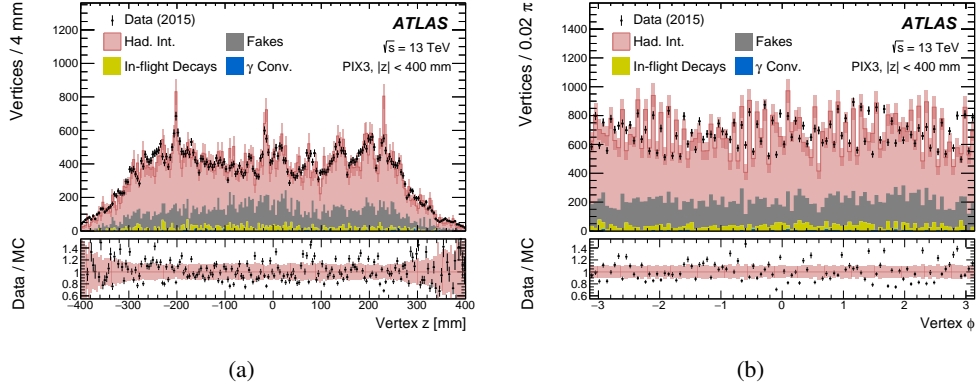 Vertices / 4 mm
1200
1000
800
600
400
200
0
Data (2015)
Had. Int.
Fakes
In-flight Decays
γ Conv.
ATLAS
√s = 13 TeV
PIX3, |z| < 400 mm
Data / MC
1.4
1.2
1
0.8
0.6
−400 −300 −200 −100 0 100 200 300 400
Vertex z [mm]
(a)
Vertices / 0.02 π
1400
1200
1000
800
600
400
200
0
Data (2015)
Had. Int.
Fakes
In-flight Decays
γ Conv.
ATLAS
√s = 13 TeV
PIX3, |z| < 400 mm
Data / MC
1.4
1.2
1
0.8
0.6
−3 −2 −1 0 1 2 3
Vertex ϕ
(b)